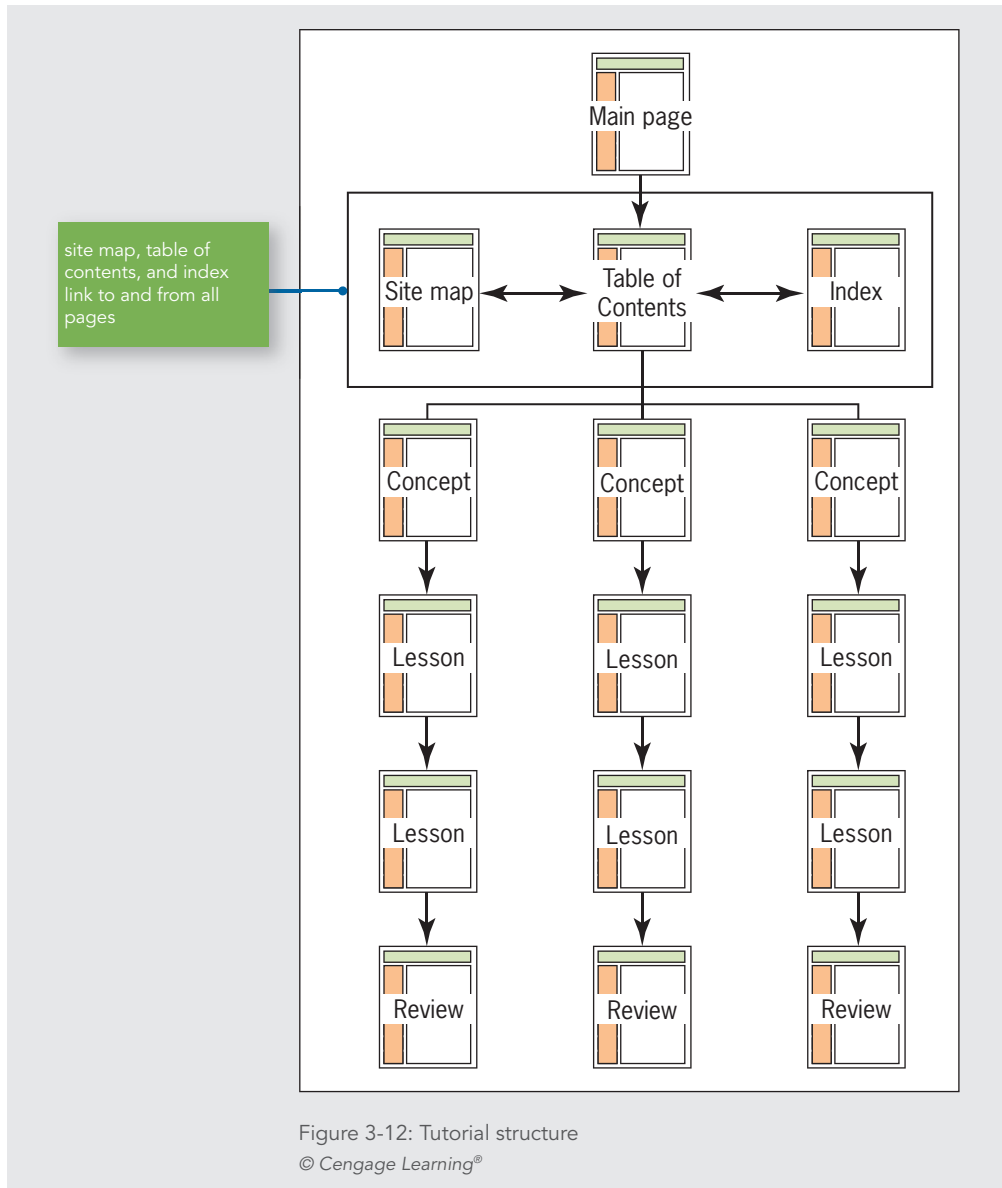 Main page
site map, table of
contents, and index
link to and from all
pages
Site map
Table of
Contents
Index
Concept
Concept
Concept
Lesson
Lesson
Lesson
Lesson
Lesson
Lesson
Review
Review
Review
Figure 3-12: Tutorial structure
© Cengage Learning®